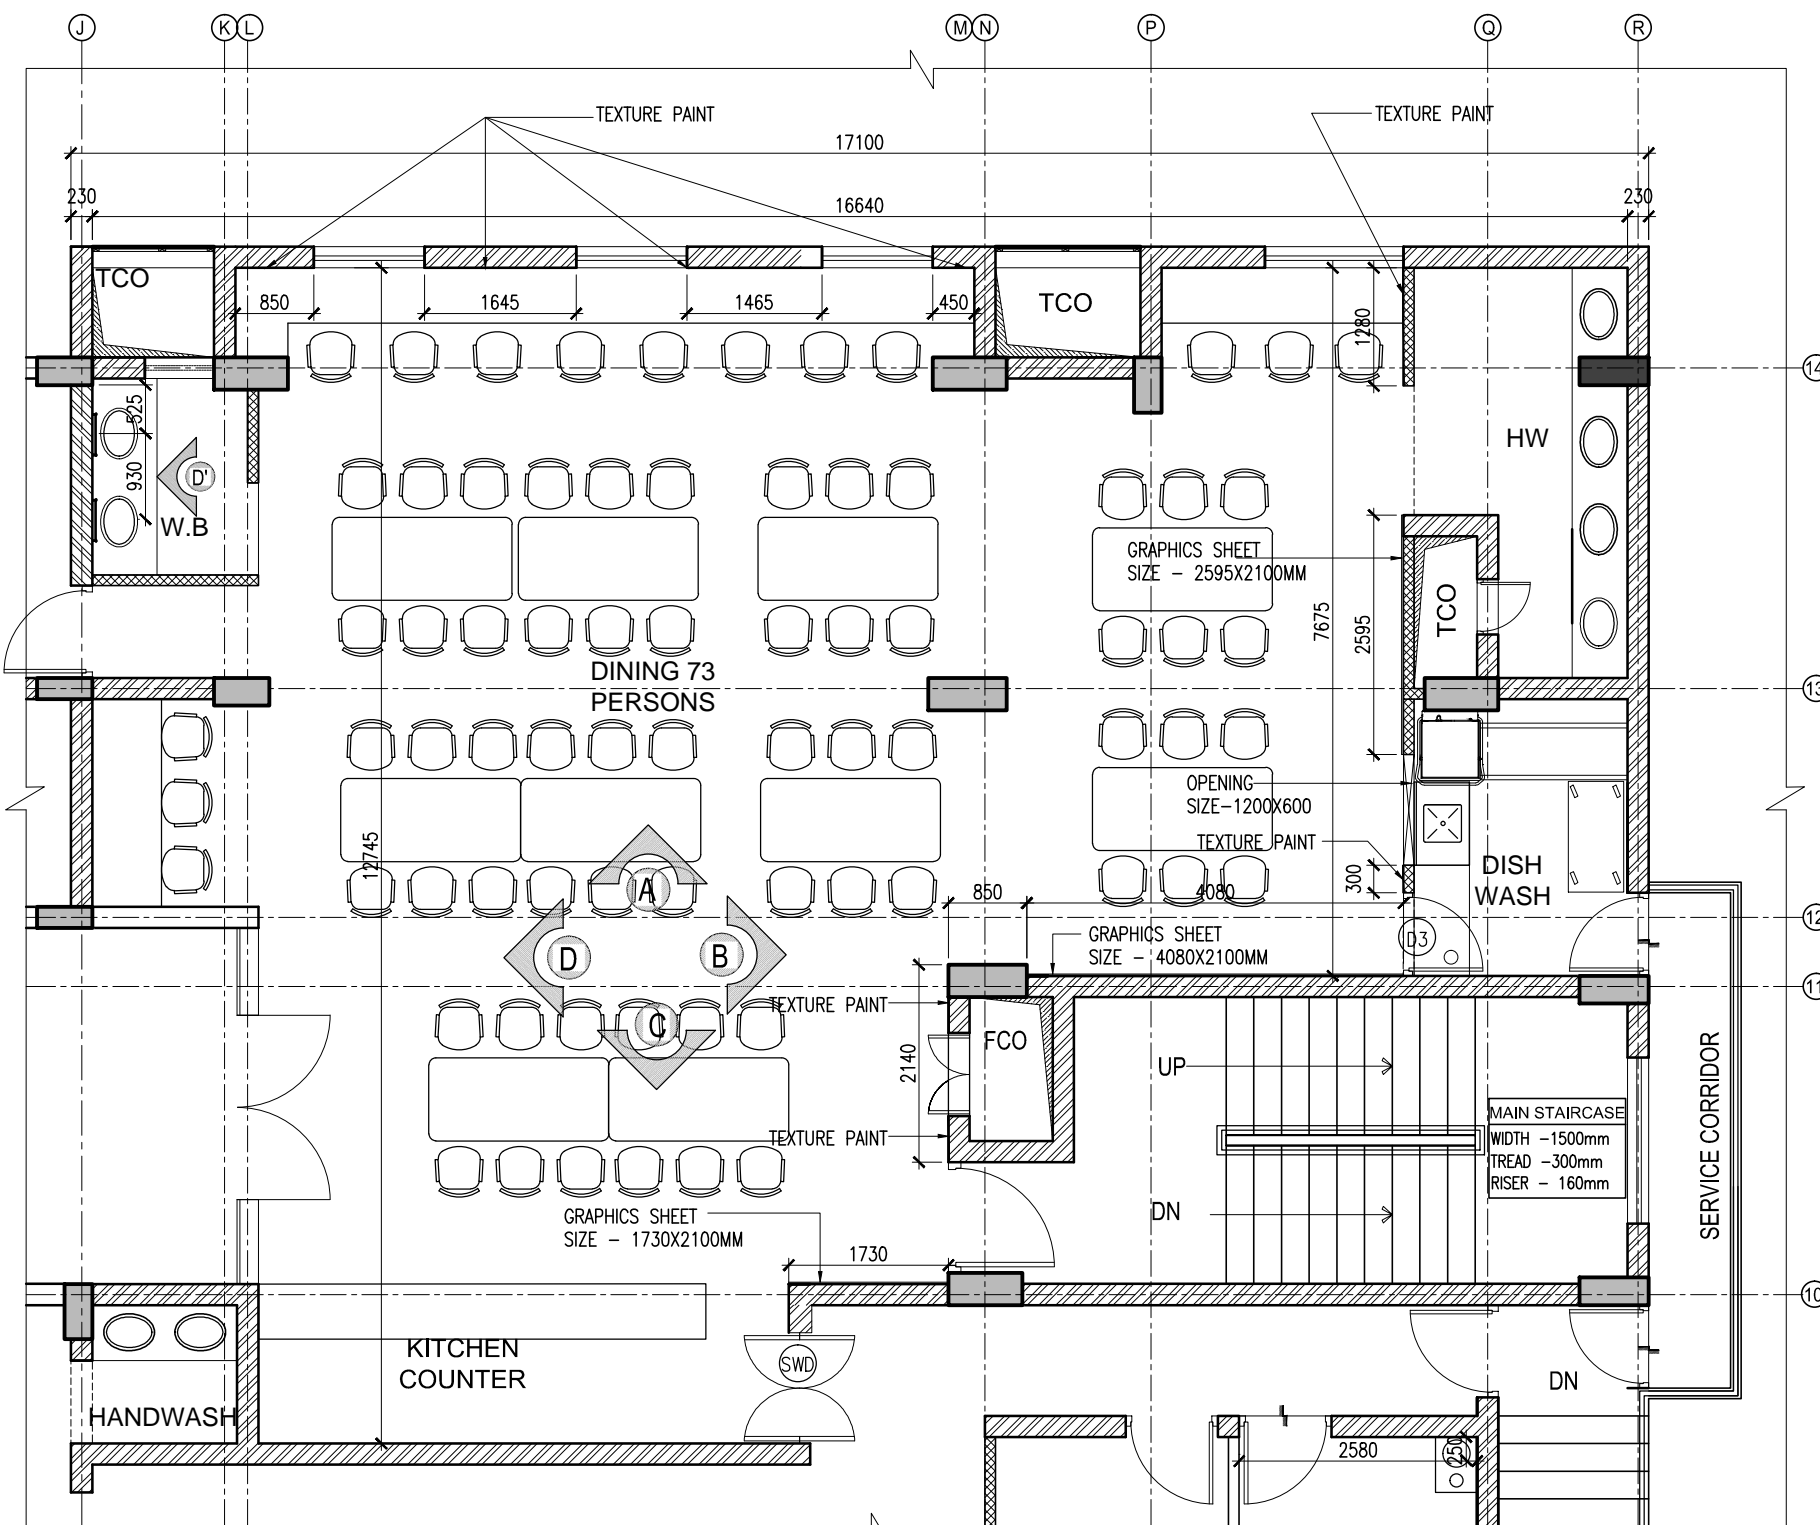 J
K
L
M
N
P
Q
R
TEXTURE PAINT
TEXTURE PAINT
17100
230
16640
230
TCO
TCO
850
1645
1465
450
1280
14
525
930
D'
W.B
HW
GRAPHICS SHEET
SIZE - 2595X2100MM
TCO
7675
2595
DINING 73
PERSONS
13
OPENING
SIZE-1200X600
TEXTURE PAINT
12745
300
DISH
WASH
A
850
4080
12
D
B
GRAPHICS SHEET
SIZE - 4080X2100MM
D3
11
TEXTURE PAINT
C
FCO
2140
UP
SERVICE CORRIDOR
MAIN STAIRCASE
WIDTH -1500mm
TREAD -300mm
RISER - 160mm
TEXTURE PAINT
DN
GRAPHICS SHEET
SIZE - 1730X2100MM
1730
10
KITCHEN
COUNTER
SWD
DN
HANDWASH
2580
250